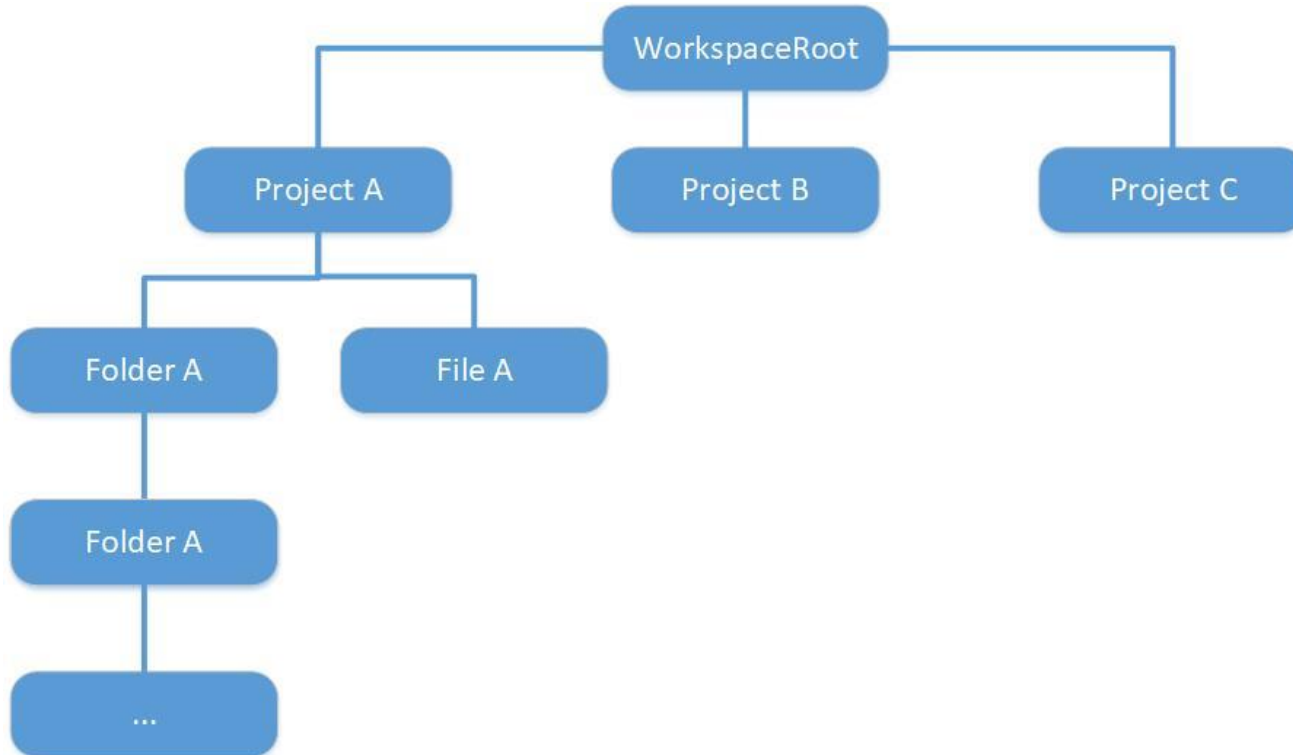 WorkspaceRoot
Project A
Project B
Project C
Folder A
File A
Folder A
...